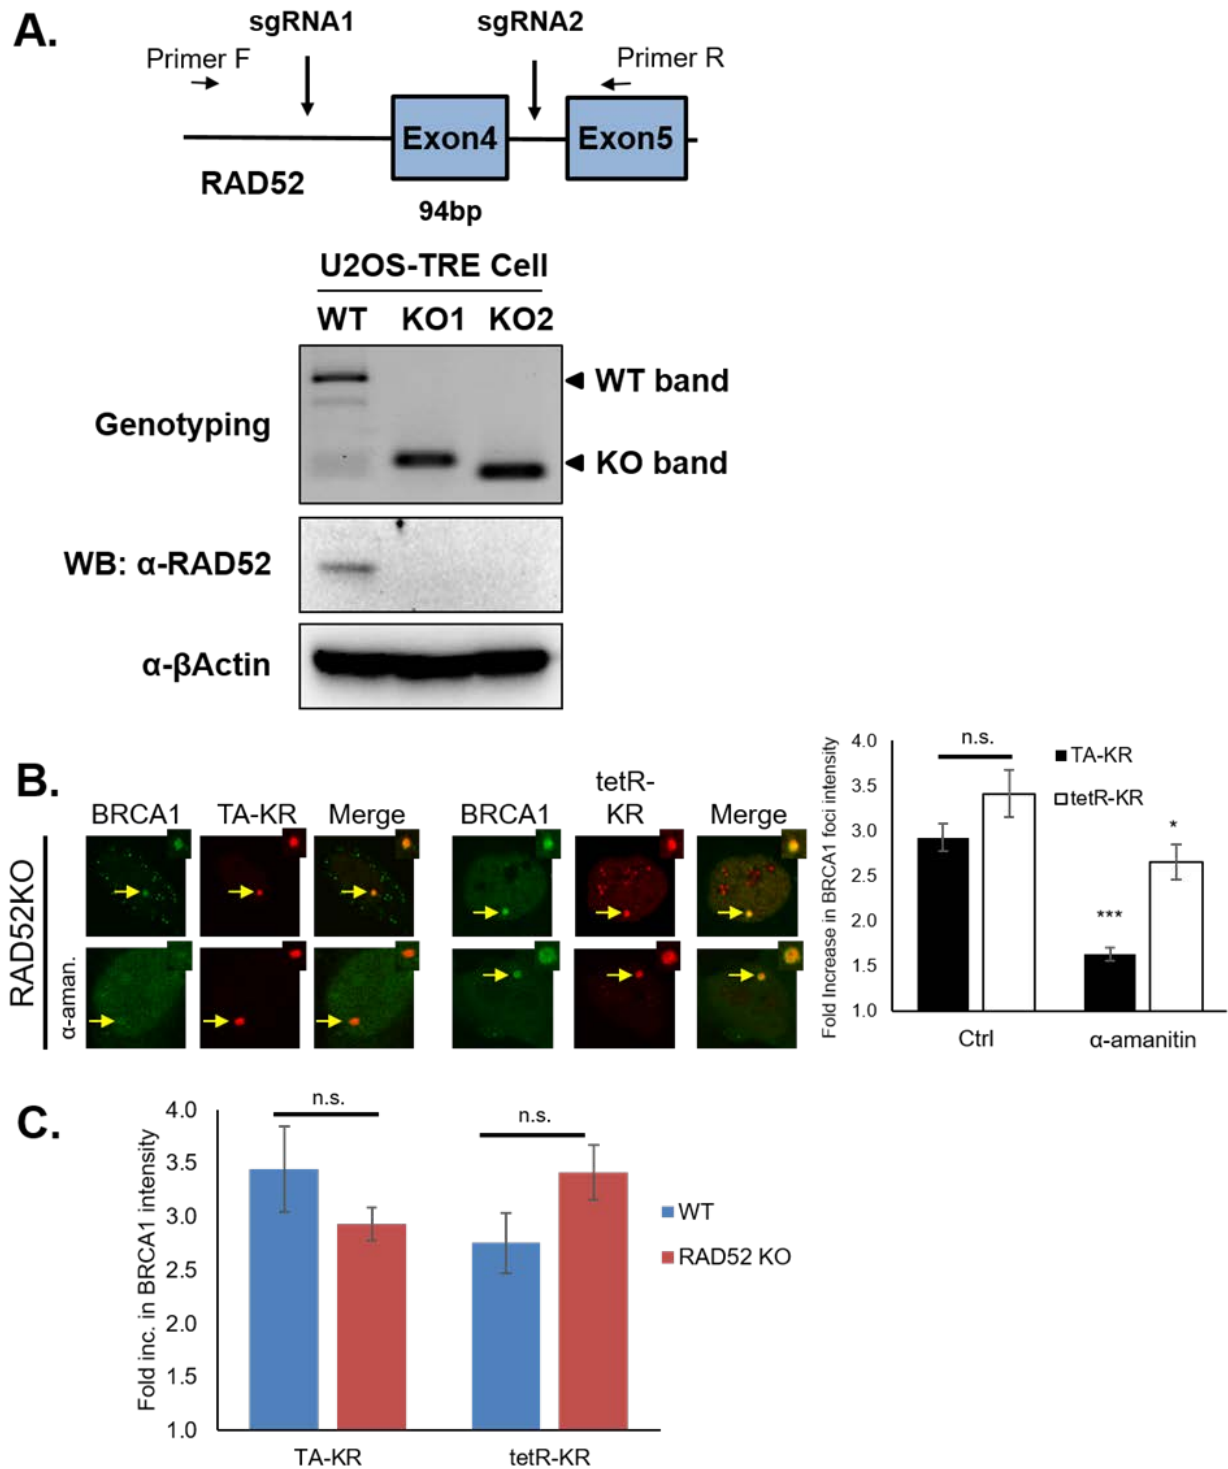 A.
sgRNA1 sgRNA2
Primer F Primer R
Exon4 Exon5
RAD52
94bp
U2OS-TRE Cell
WT KO1 KO2
WT band
Genotyping
KO band
WB: α-RAD52
α-βActin
B.
BRCA1 TA-KR Merge BRCA1 tetR-
KR Merge
RAD52KO
α-aman.
Fold Increase in BRCA1 foci intensity
4.0
3.5
3.0
2.5
2.0
1.5
1.0
n.s.
TA-KR
tetR-KR
***
*
Ctrl α-amanitin
C.
Fold inc. in BRCA1 intensity
4.0
3.5
3.0
2.5
2.0
1.5
1.0
n.s. n.s.
WT
RAD52 KO
TA-KR tetR-KR